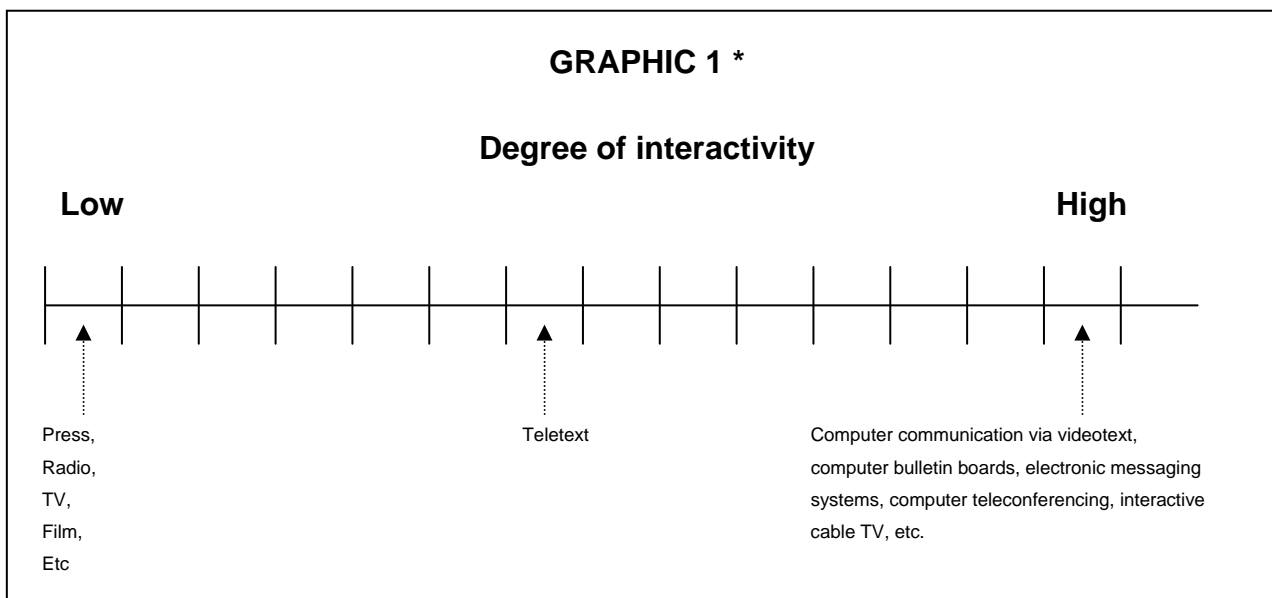 GRAPHIC 1 *
Degree of interactivity
Low
High
Press,
Radio,
TV,
Film,
Etc
Teletext
Computer communication via videotext,
computer bulletin boards, electronic messaging
systems, computer teleconferencing, interactive
cable TV, etc.